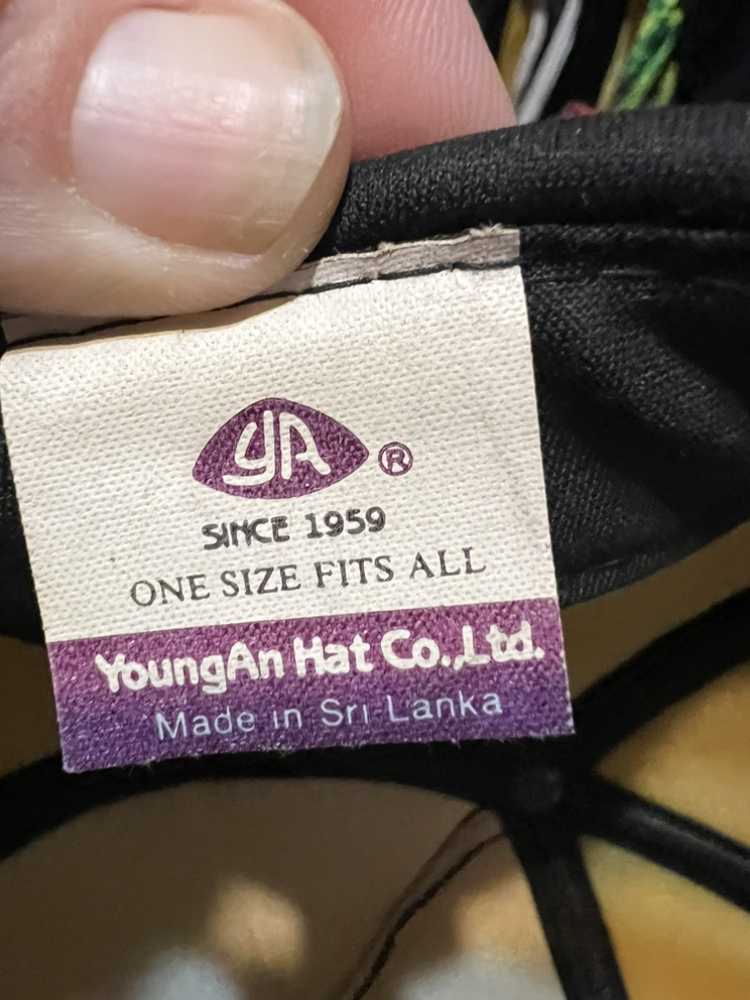 YA ®
SINCE 1959
ONE SIZE FITS ALL
YoungAn Hat Co.,Ltd.
Made in Sri Lanka